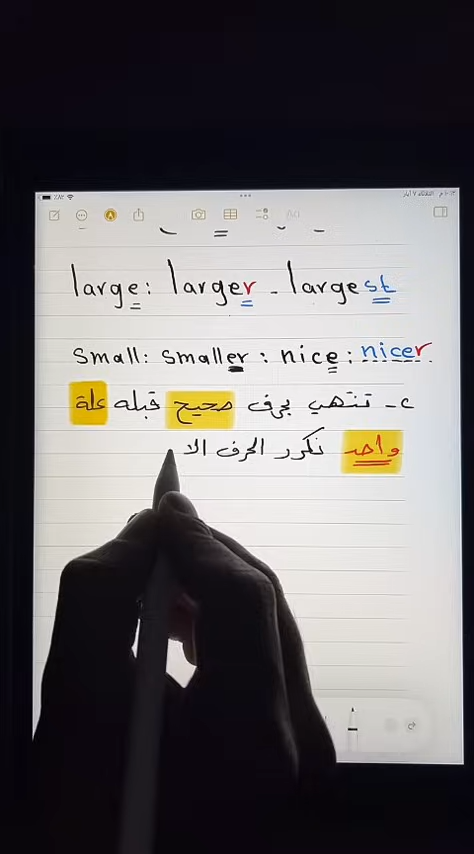 large: larger - largest
small: smaller : nice : nicer
c- تنتهي بحرف صحيح قبله علة
واحد نكرر الحرف الا